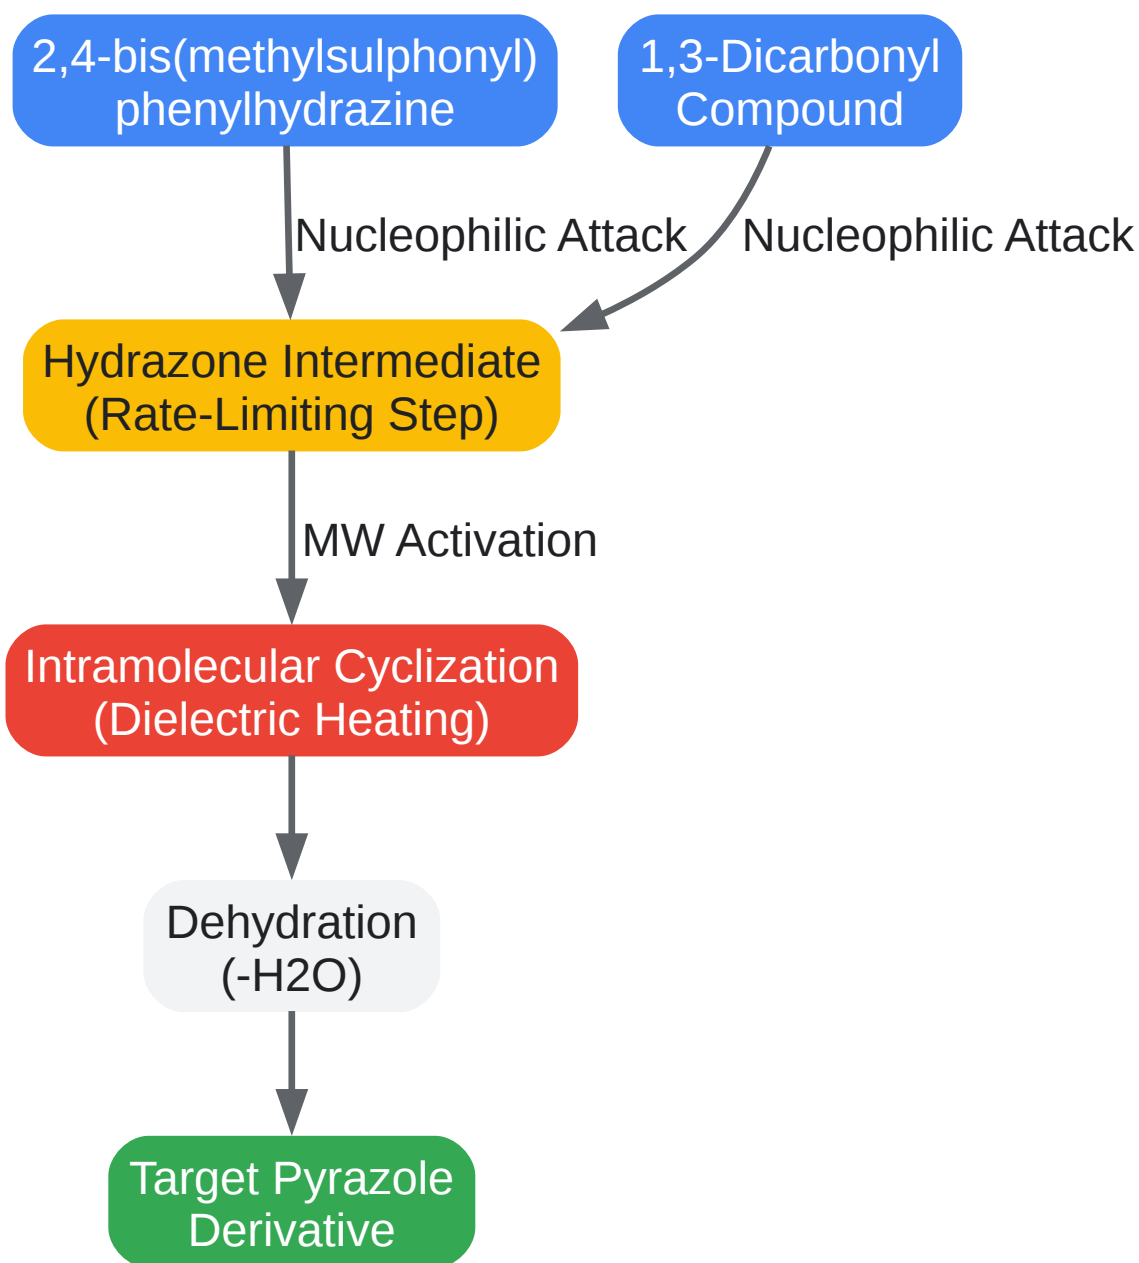 2,4-bis(methylsulphonyl)
phenylhydrazine
1,3-Dicarbonyl
Compound
Nucleophilic Attack
Nucleophilic Attack
Hydrazone Intermediate
(Rate-Limiting Step)
MW Activation
Intramolecular Cyclization
(Dielectric Heating)
Dehydration
(-H2O)
Target Pyrazole
Derivative